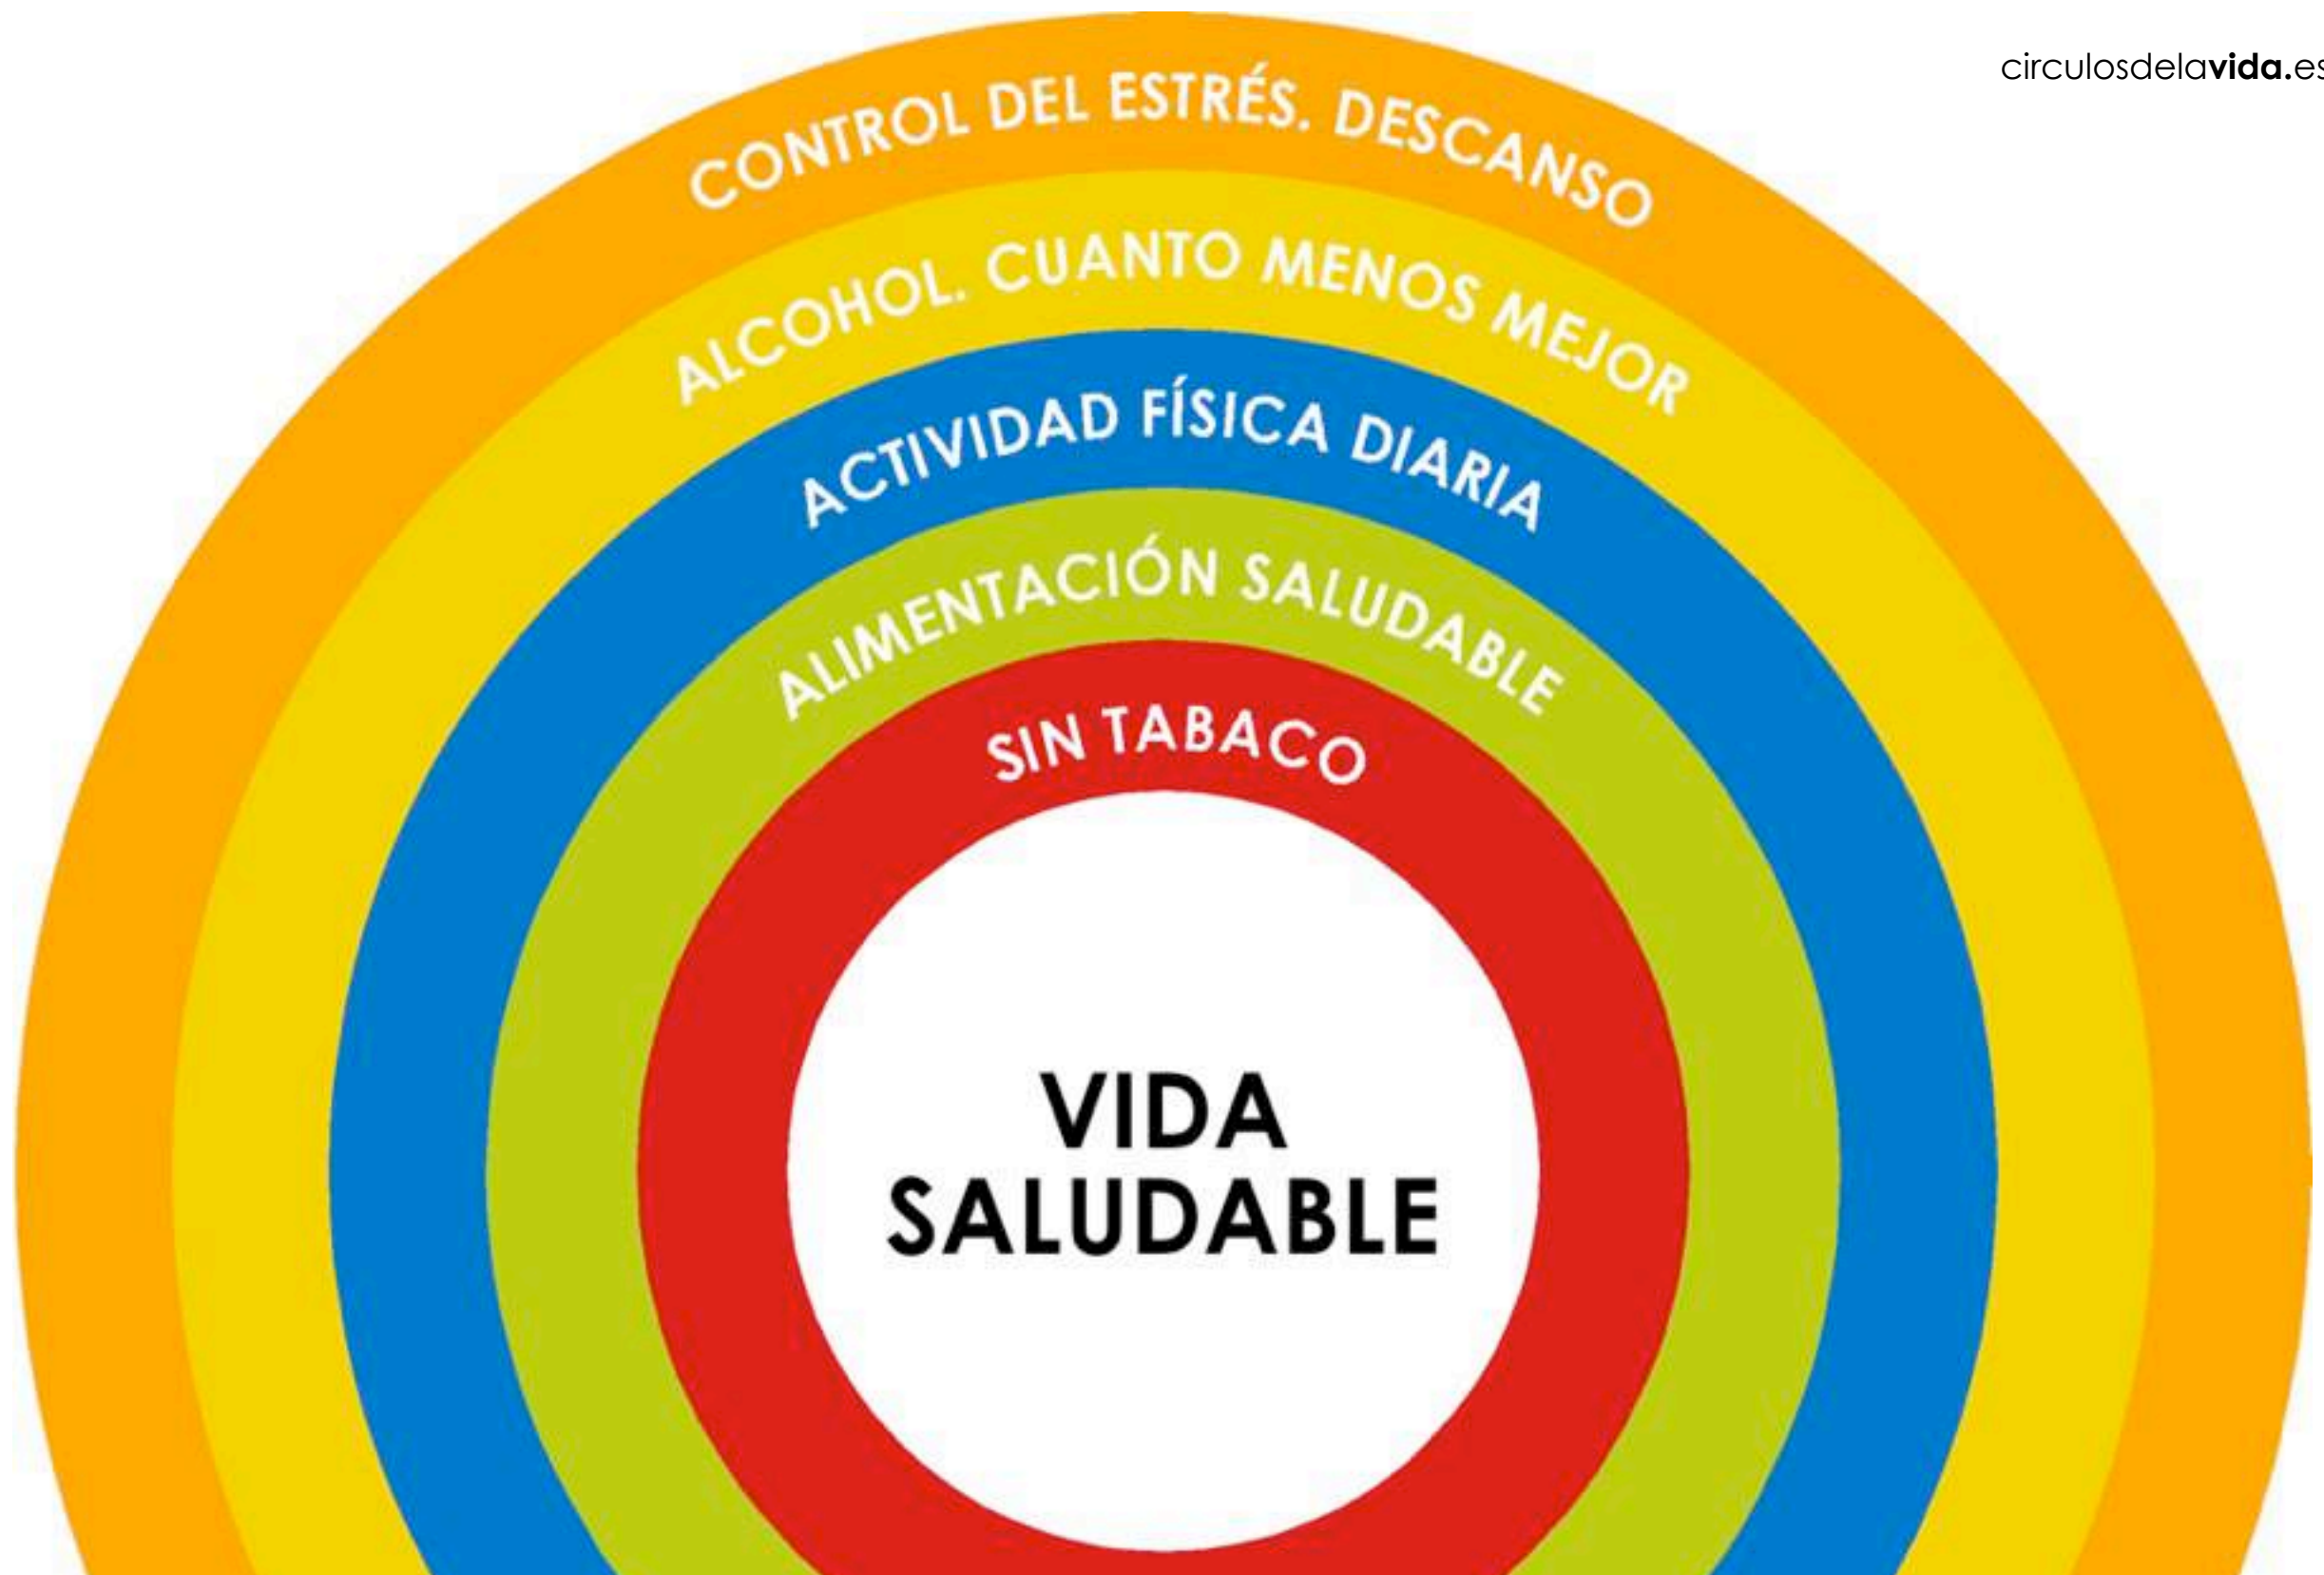 circulosdelavida.es
CONTROL DEL ESTRÉS. DESCANSO
ALCOHOL. CUANTO MENOS MEJOR
ACTIVIDAD FÍSICA DIARIA
ALIMENTACIÓN SALUDABLE
SIN TABACO
VIDA
SALUDABLE